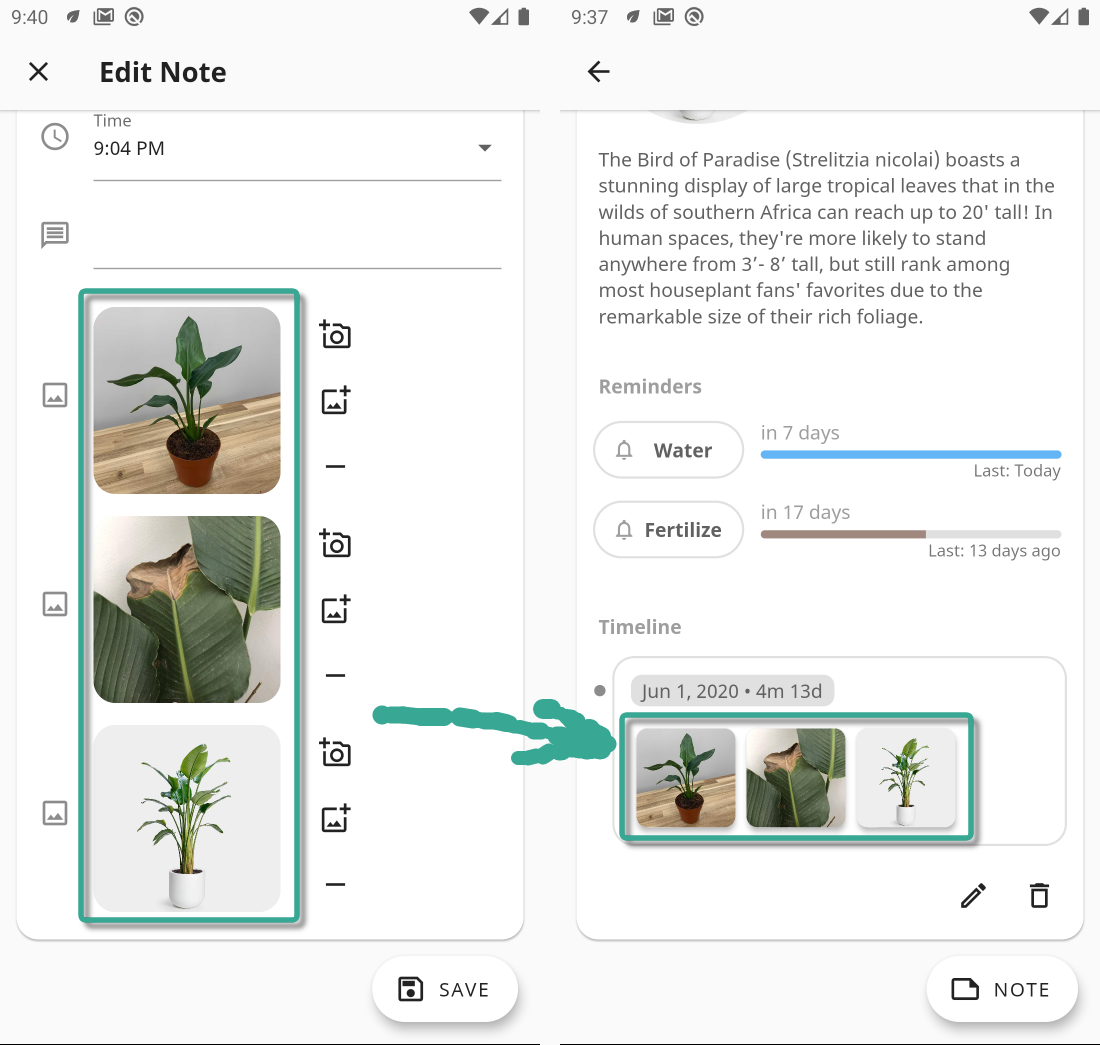 9:40
Edit Note
Time
9:04 PM
SAVE
9:37
The Bird of Paradise (Strelitzia nicolai) boasts a
stunning display of large tropical leaves that in the
wilds of southern Africa can reach up to 20' tall! In
human spaces, they're more likely to stand
anywhere from 3’- 8’ tall, but still rank among
most houseplant fans' favorites due to the
remarkable size of their rich foliage.
Reminders
Water
in 7 days
Last: Today
Fertilize
in 17 days
Last: 13 days ago
Timeline
Jun 1, 2020 • 4m 13d
NOTE